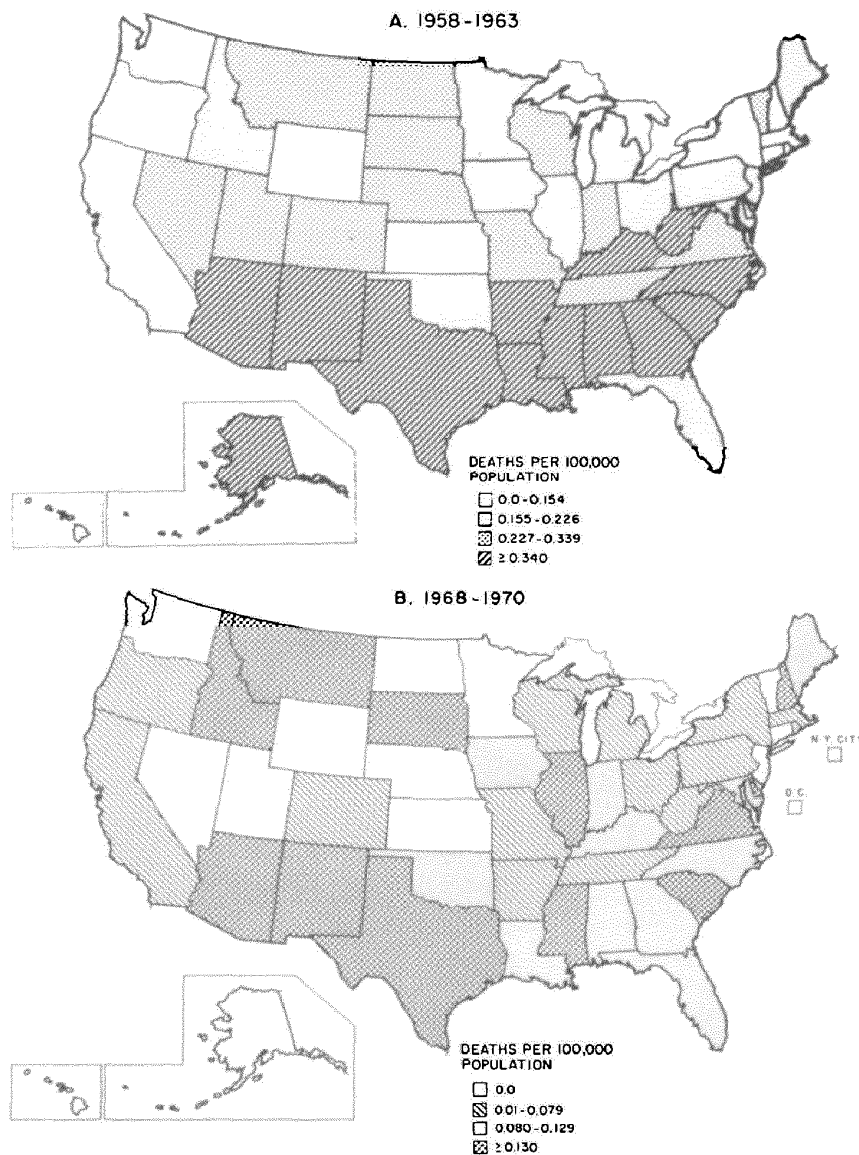 A. 1958-1963
DEATHS PER 100,000
POPULATION
0.0-0.154
0.155-0.226
0.227-0.339
≥ 0.340
B. 1968-1970
N.Y. CITY
D.C.
DEATHS PER 100,000
POPULATION
0.0
0.01-0.079
0.080-0.129
≥ 0.130